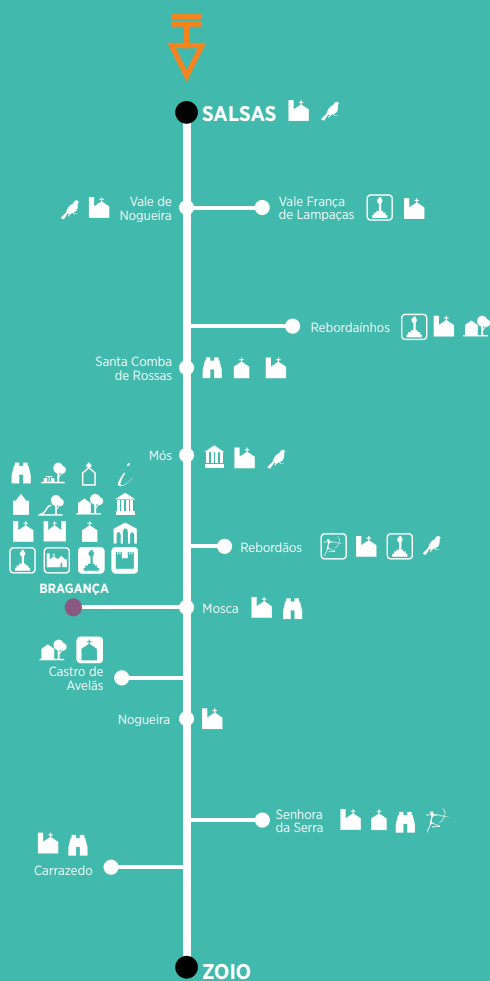 SALSAS
Vale de
Nogueira
Vale França
de Lampaças
Rebordaínhos
Santa Comba
de Rossas
Mós
Rebordãos
BRAGANÇA
Mosca
Castro de
Avelãs
Nogueira
Senhora
da Serra
Carrazedo
ZOIO